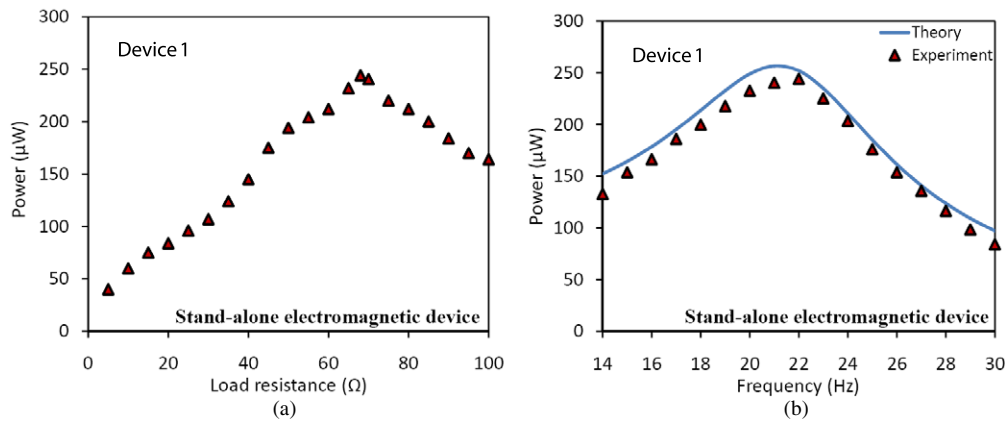 300
250
200
150
100
50
0
Power (µW)
Device 1
Stand-alone electromagnetic device
0 20 40 60 80 100
Load resistance (Ω)
(a)
300
250
200
150
100
50
0
Power (µW)
Device 1
Theory
Experiment
Stand-alone electromagnetic device
14 16 18 20 22 24 26 28 30
Frequency (Hz)
(b)